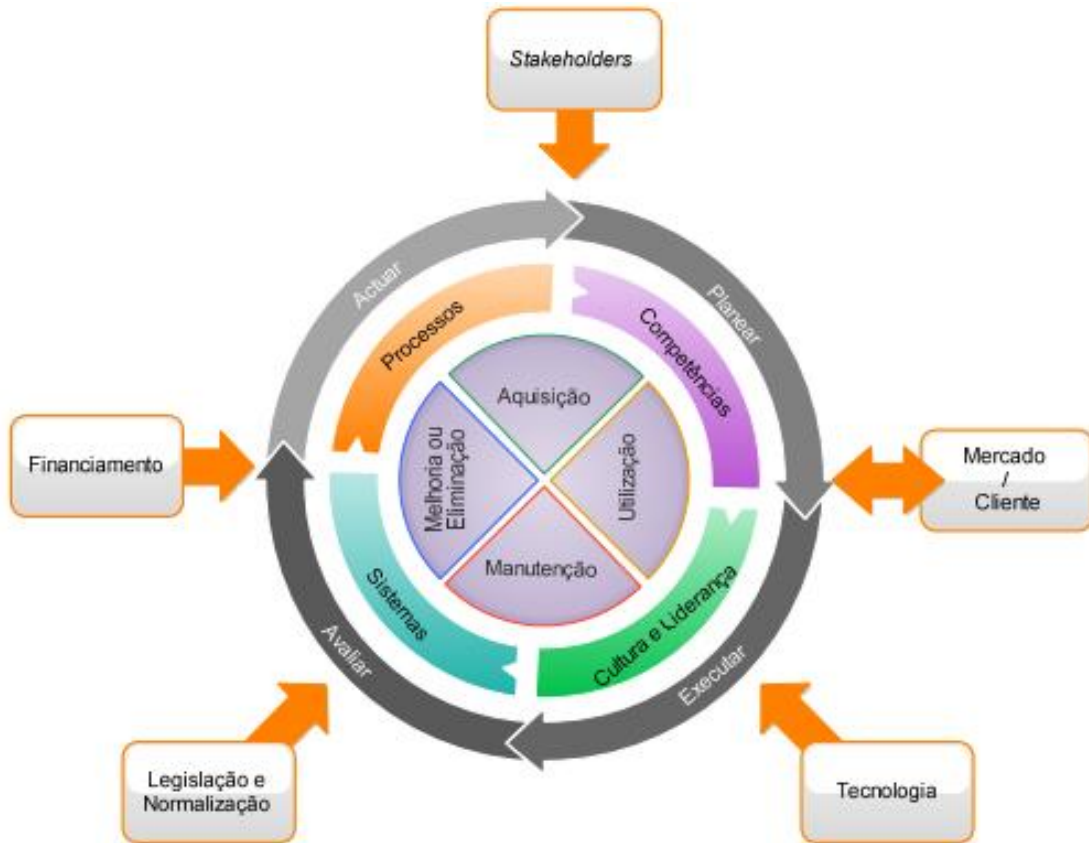 Stakeholders
Actuar
Planear
Processos
Competências
Aquisição
Financiamento
Melhoria ou
Eliminação
Utilização
Mercado
/
Cliente
Manutenção
Sistemas
Cultura e Liderança
Avaliar
Executar
Legislação e
Normalização
Tecnologia